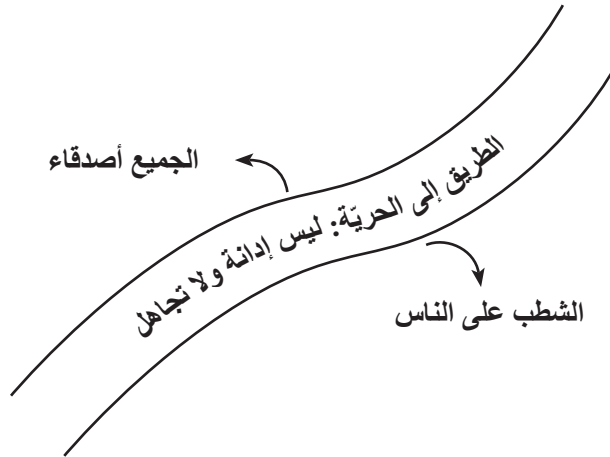 الجميع أصدقاء
الطريق إلى الحريّة: ليس إدانة ولا تجاهل
الشطب على الناس